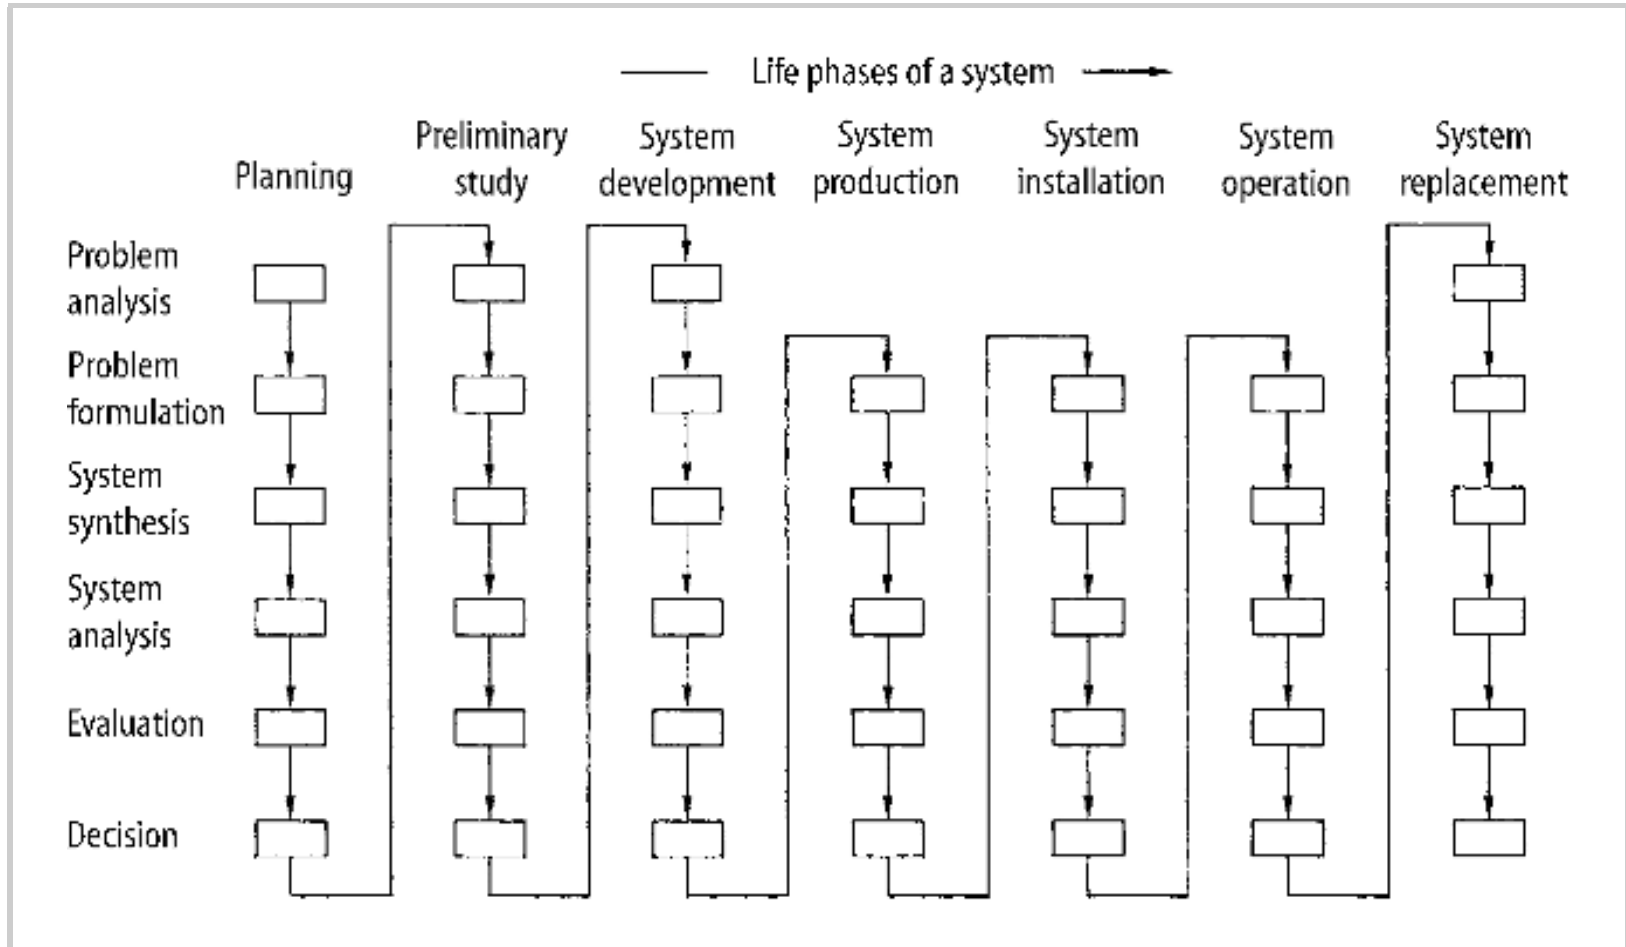 Life phases of a system
Planning
Preliminary
study
System
development
System
production
System
installation
System
operation
System
replacement
Problem
analysis
Problem
formulation
System
synthesis
System
analysis
Evaluation
Decision